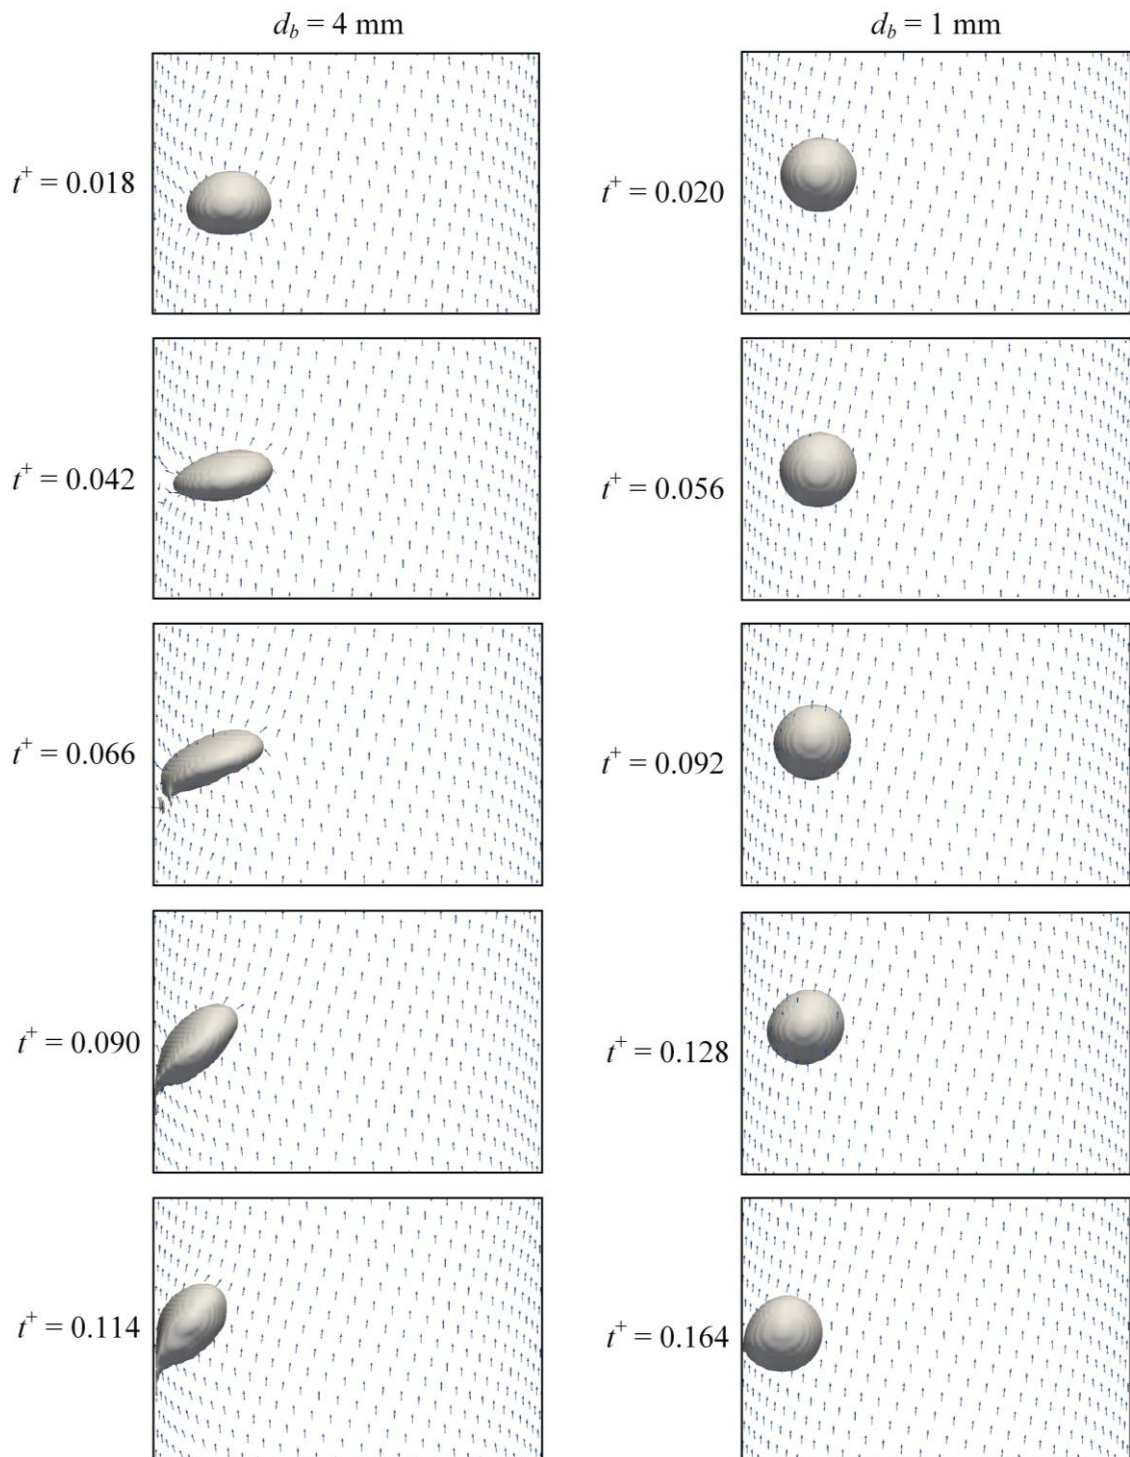 d_b = 4 mm
d_b = 1 mm
t^+ = 0.018
t^+ = 0.020
t^+ = 0.042
t^+ = 0.056
t^+ = 0.066
t^+ = 0.092
t^+ = 0.090
t^+ = 0.128
t^+ = 0.114
t^+ = 0.164